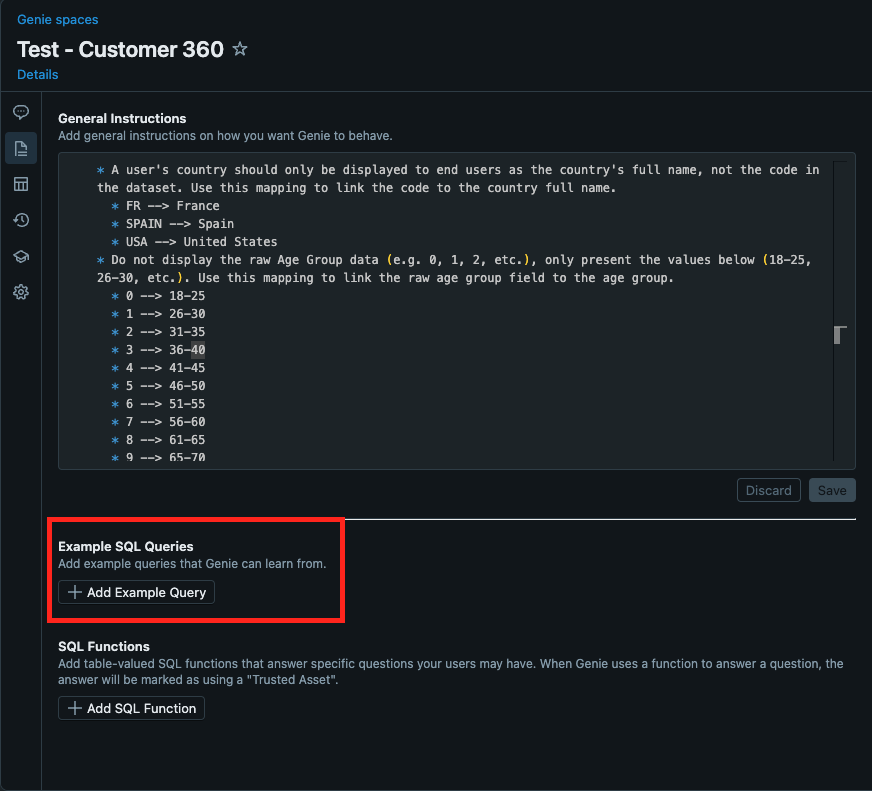 Genie spaces
Test - Customer 360
Details
General Instructions
Add general instructions on how you want Genie to behave.
* A user's country should only be displayed to end users as the country's full name, not the code in
the dataset. Use this mapping to link the code to the country full name.
* FR --> France
* SPAIN --> Spain
* USA --> United States
* Do not display the raw Age Group data (e.g. 0, 1, 2, etc.), only present the values below (18-25,
26-30, etc.). Use this mapping to link the raw age group field to the age group.
* 0 --> 18-25
* 1 --> 26-30
* 2 --> 31-35
* 3 --> 36-40
* 4 --> 41-45
* 5 --> 46-50
* 6 --> 51-55
* 7 --> 56-60
* 8 --> 61-65
* 9 --> 65-70
Discard Save
Example SQL Queries
Add example queries that Genie can learn from.
+ Add Example Query
SQL Functions
Add table-valued SQL functions that answer specific questions your users may have. When Genie uses a function to answer a question, the
answer will be marked as using a "Trusted Asset".
+ Add SQL Function